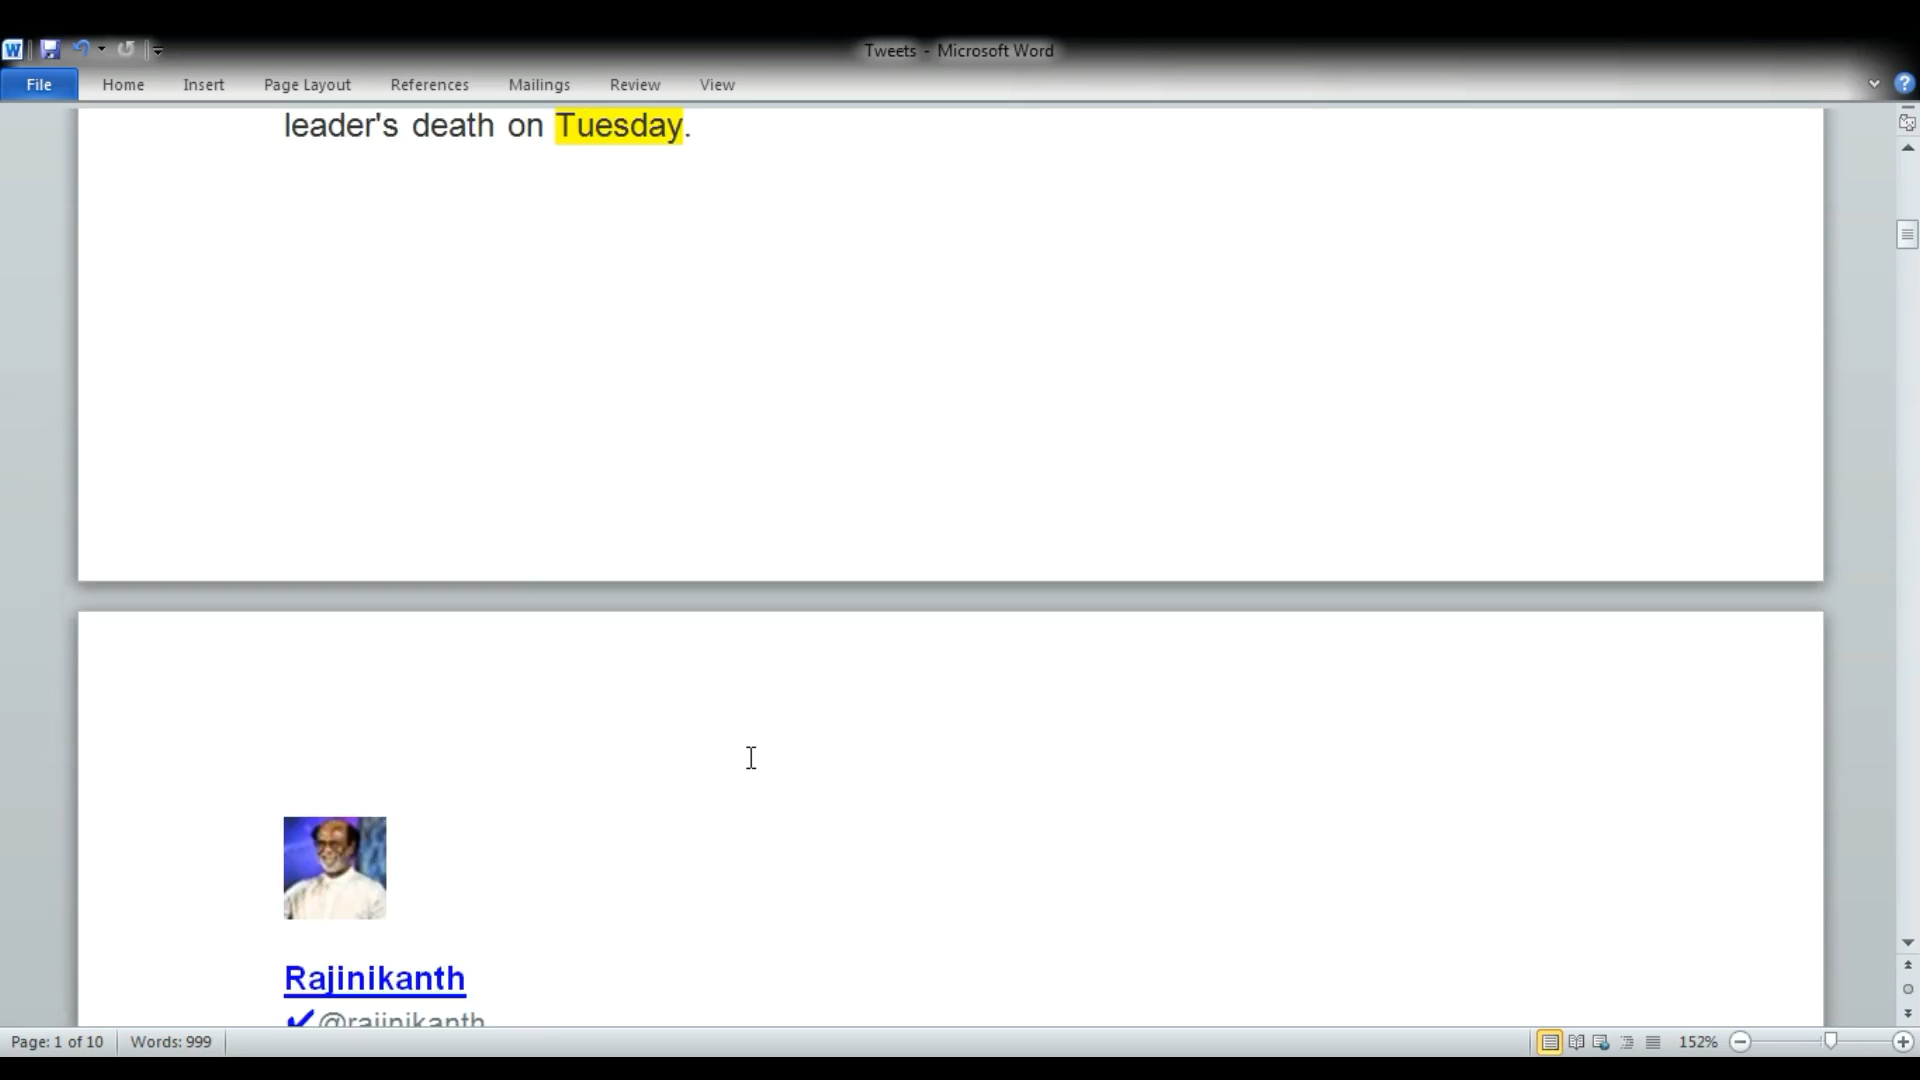 Tweets - Microsoft Word
File Home Insert Page Layout References Mailings Review View
leader's death on Tuesday.
Rajinikanth
@rajinikanth
Page: 1 of 10 Words: 999 152%